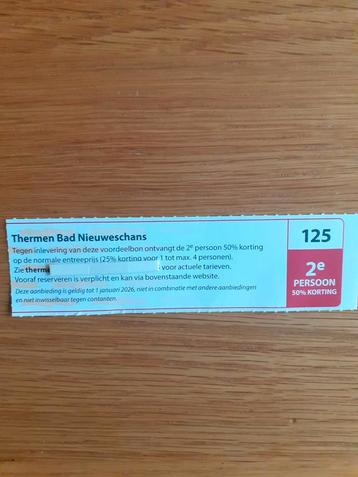 Thermen Bad Nieuweschans
Tegen inlevering van deze voordeelbon ontvangt de 2e persoon 50% korting
op de normale entreeprijs (25% korting voor 1 tot max. 4 personen).
Zie therm voor actuele tarieven.
Vooraf reserveren is verplicht en kan via bovenstaande website.
Deze aanbieding is geldig tot 1 januari 2026, niet in combinatie met andere aanbiedingen
en niet inwisselbaar tegen contanten.
125
2e
PERSOON
50% KORTING